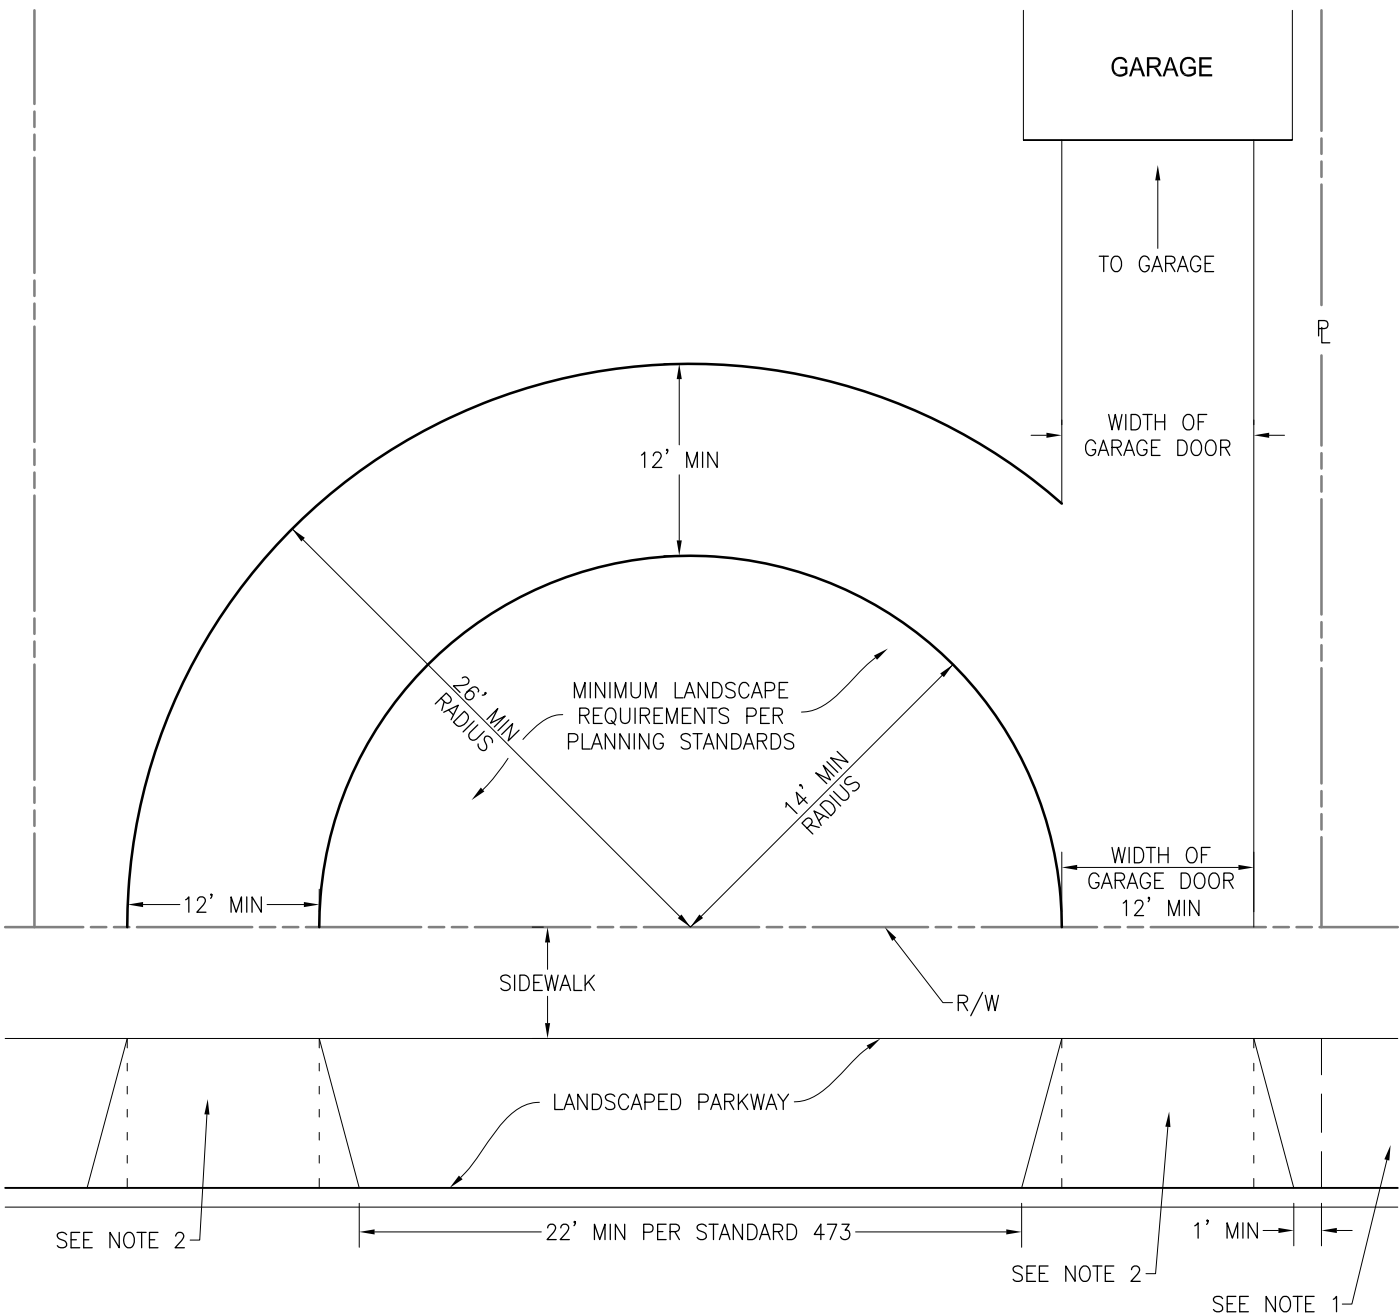 GARAGE
TO GARAGE
PL
WIDTH OF
GARAGE DOOR
12' MIN
26' MIN
RADIUS
MINIMUM LANDSCAPE
REQUIREMENTS PER
PLANNING STANDARDS
14' MIN
RADIUS
WIDTH OF
GARAGE DOOR
12' MIN
12' MIN
SIDEWALK
R/W
LANDSCAPED PARKWAY
SEE NOTE 2
22' MIN PER STANDARD 473
1' MIN
SEE NOTE 2
SEE NOTE 1